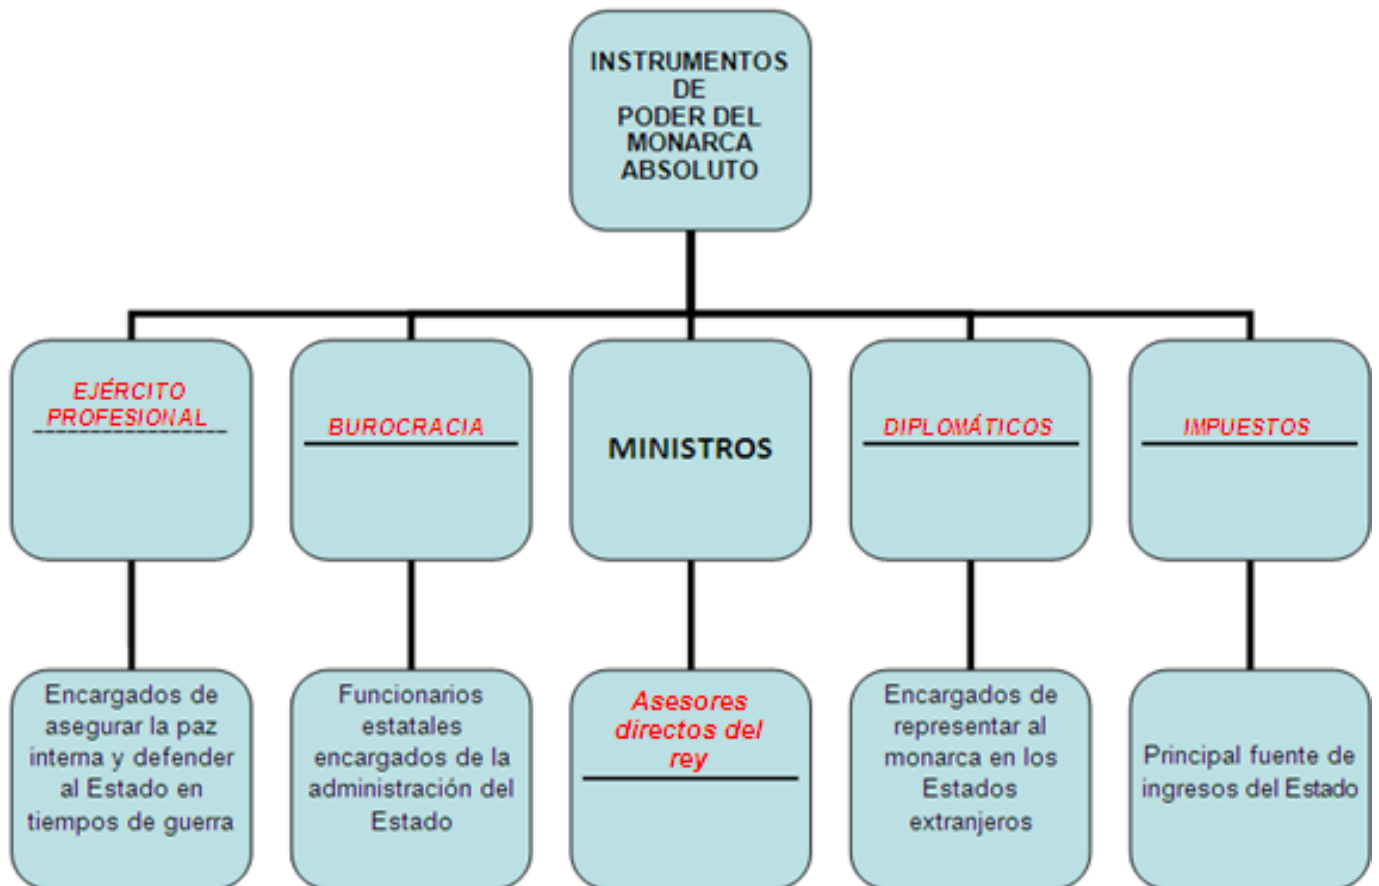 INSTRUMENTOS
DE
PODER DEL
MONARCA
ABSOLUTO
EJÉRCITO
PROFESIONAL
BUROCRACIA
MINISTROS
DIPLOMÁTICOS
IMPUESTOS
Encargados de
asegurar la paz
interna y defender
al Estado en
tiempos de guerra
Funcionarios
estatales
encargados de la
administración del
Estado
Asesores
directos del
rey
Encargados de
representar al
monarca en los
Estados
extranjeros
Principal fuente de
ingresos del Estado